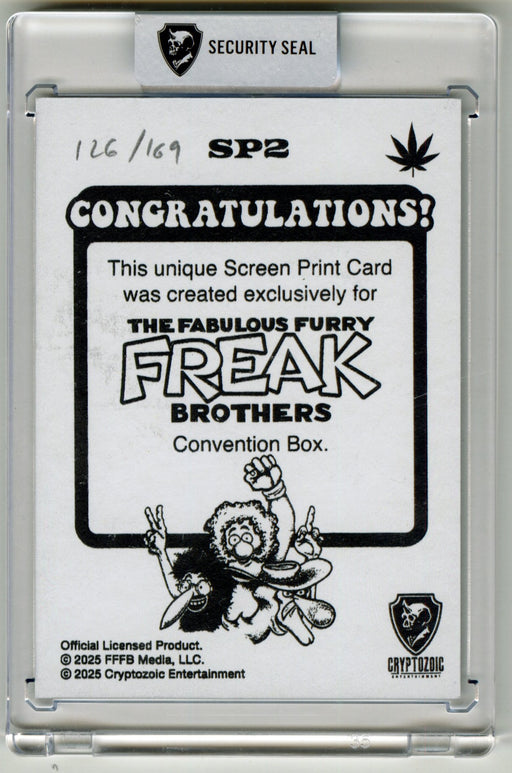 SECURITY SEAL
126/169 SP2
CONGRATULATIONS!
This unique Screen Print Card
was created exclusively for
THE FABULOUS FURRY
FREAK
BROTHERS
Convention Box.
Official Licensed Product.
© 2025 FFFB Media, LLC.
© 2025 Cryptozoic Entertainment
CRYPTOZOIC
ENTERTAINMENT